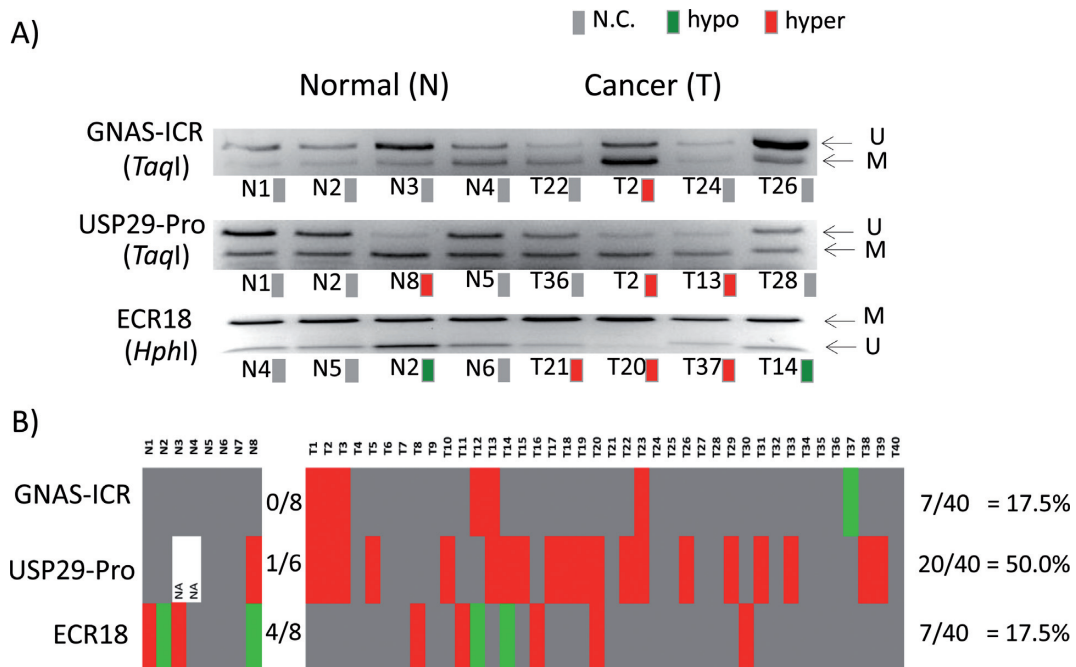 A)
N.C. hypo hyper
Normal (N) Cancer (T)
GNAS-ICR
(TaqI)
U
M
N1 N2 N3 N4 T22 T2 T24 T26
USP29-Pro
(TaqI)
U
M
N1 N2 N8 N5 T36 T2 T13 T28
ECR18
(HphI)
M
U
N4 N5 N2 N6 T21 T20 T37 T14
B)
N1 N2 N3 N4 N5 N6 N7 N8 T1 T2 T3 T4 T5 T6 T7 T8 T9 T10 T11 T12 T13 T14 T15 T16 T17 T18 T19 T20 T21 T22 T23 T24 T25 T26 T27 T28 T29 T30 T31 T32 T33 T34 T35 T36 T37 T38 T39 T40
GNAS-ICR 0/8 7/40 = 17.5%
USP29-Pro NA NA 1/6 20/40 = 50.0%
ECR18 4/8 7/40 = 17.5%